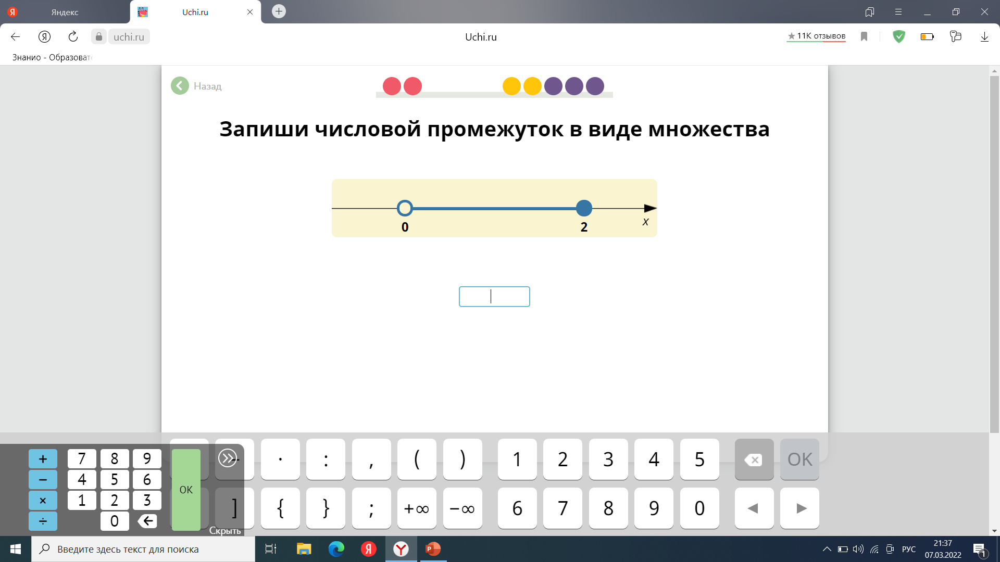 Яндекс
Uchi.ru
uchi.ru
Uchi.ru
★11К отзывов
Знанио - Образоват
Назад
Запиши числовой промежуток в виде множества
0
2
x
· : , ( ) 1 2 3 4 5 OK
] { } ; +∞ −∞ 6 7 8 9 0
+ 7 8 9
− 4 5 6
× 1 2 3
÷ 0
OK
Скрыть
Введите здесь текст для поиска
РУС
21:37
07.03.2022
1